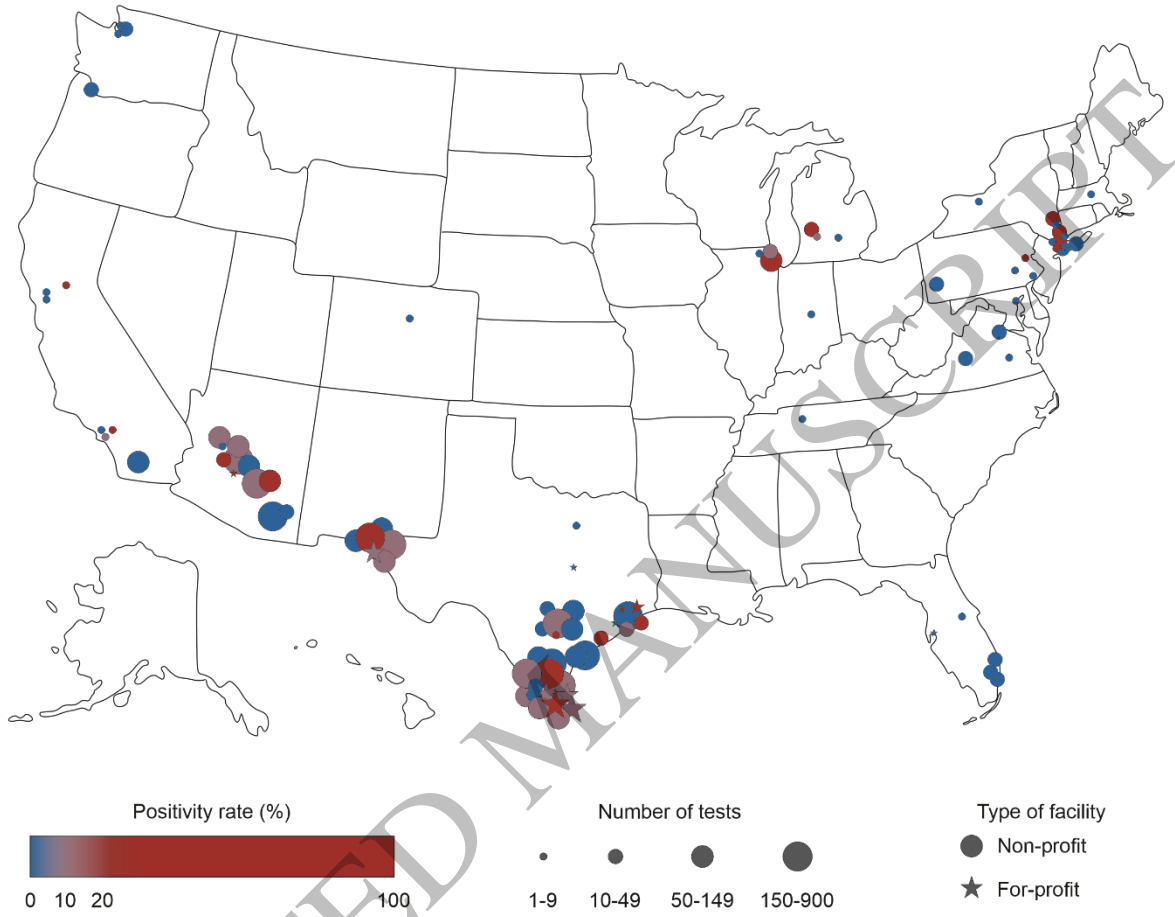 TED MANUSCRIPT
Positivity rate (%)
0 10 20 100
Number of tests
1-9 10-49 50-149 150-900
Type of facility
Non-profit
For-profit